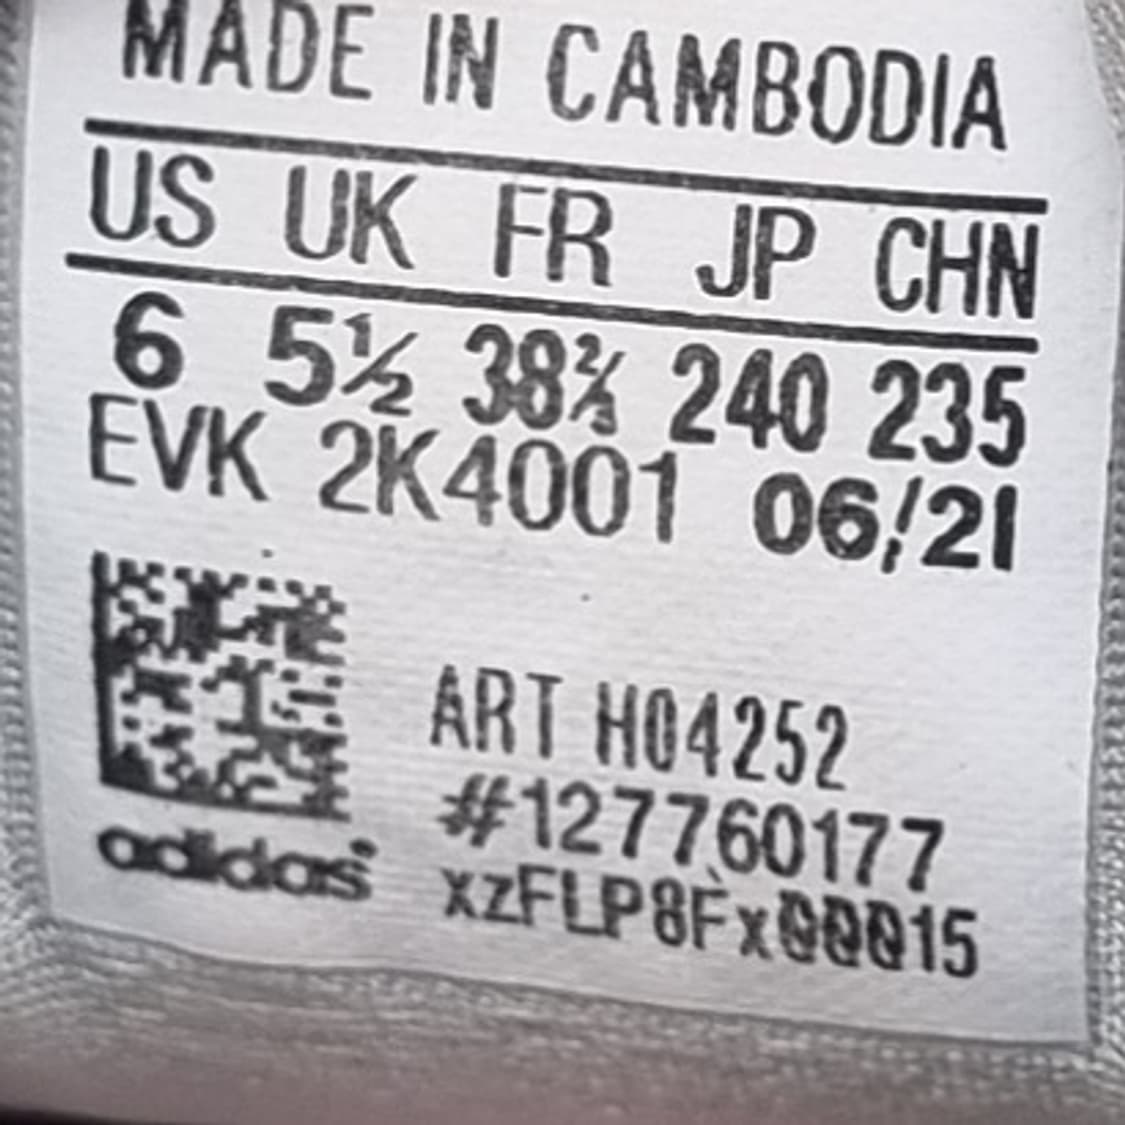 MADE IN CAMBODIA
US UK FR JP CHN
6 5½ 38⅔ 240 235
EVK 2K4001 06/21
ART H04252
#127760177
adidas
xzFLP8Fx00015